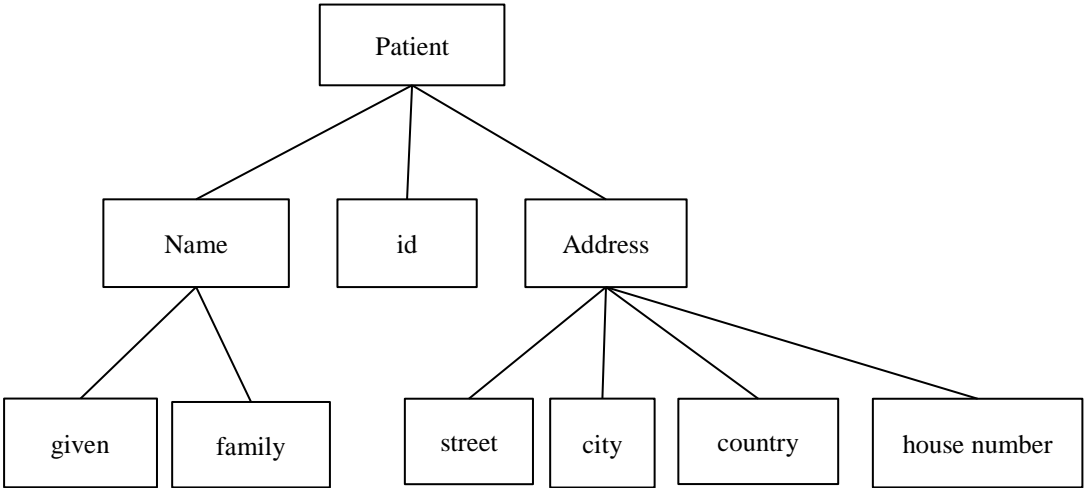 Patient
Name
id
Address
given
family
street
city
country
house number